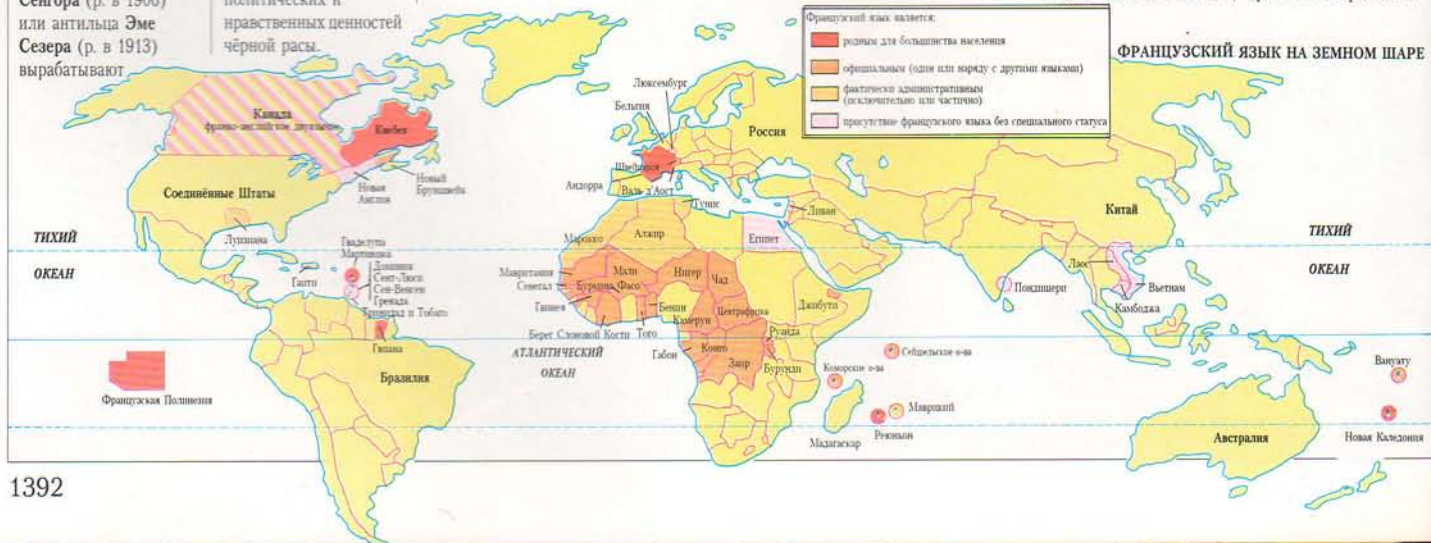 Сенгора (р. в 1906)
или антильца Эме
Сезера (р. в 1913)
вырабатывают
политических и
нравственных ценностей
чёрной расы.
ФРАНЦУЗСКИЙ ЯЗЫК НА ЗЕМНОМ ШАРЕ
Французский язык является:
родным для большинства населения
официальным (один или наряду с другими языками)
фактически административным
(исключительно или частично)
присутствие французского языка без специального статуса
Канада
франко-английское двуязычие
Квебек
Новый
Бруншвейк
Новая
Англия
Соединённые Штаты
Луизиана
ТИХИЙ
ОКЕАН
Гаити
Гваделупа
Мартиника
Доминика
Сент-Люси
Сен-Венсен
Гренада
Тринидад и Тобаго
Гвиана
Бразилия
Французская Полинезия
Люксембург
Бельгия
Швейцария
Андорра
Валь д'Аост
Россия
Тунис
Ливан
Марокко
Алжир
Египет
Мавритания
Сенегал
Мали
Нигер
Чад
Буркина Фасо
Гвинея
Бенин
Джибути
Камерун
Центрафрика
Берег Слоновой Кости
Того
Руанда
Габон
Конго
Заир
Бурунди
АТЛАНТИЧЕСКИЙ
ОКЕАН
Сейшельские о-ва
Коморские о-ва
Маврикий
Реюньон
Мадагаскар
Китай
Лаос
Пондишери
Вьетнам
Камбоджа
ТИХИЙ
ОКЕАН
Вануату
Новая Каледония
Австралия
1392